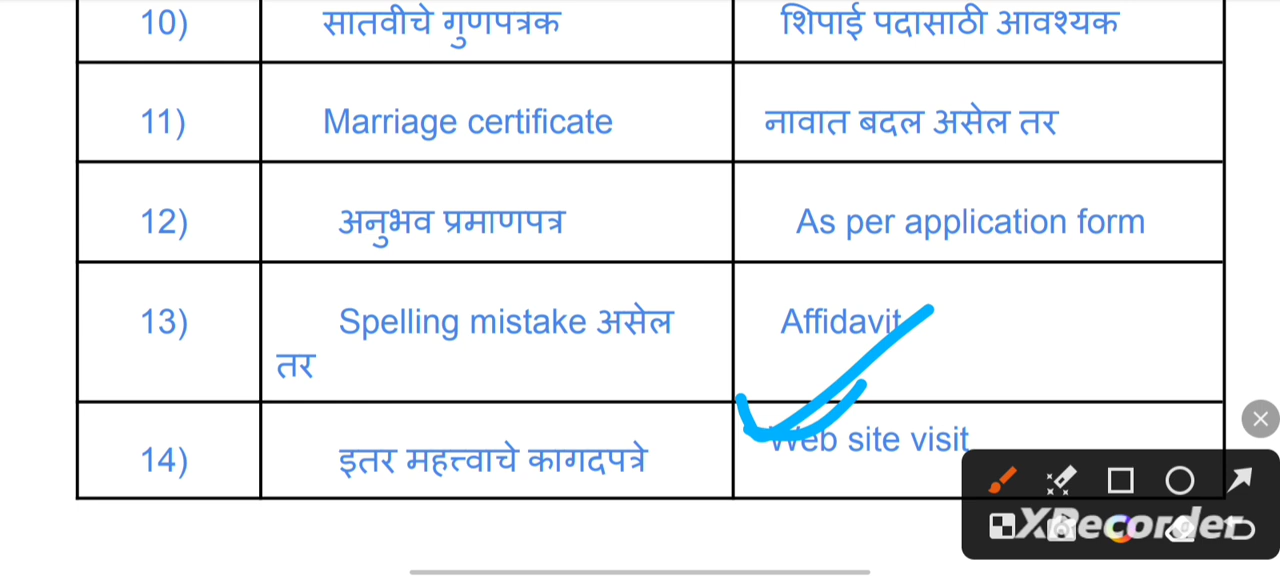 10) सातवीचे गुणपत्रक शिपाई पदासाठी आवश्यक
11) Marriage certificate नावात बदल असेल तर
12) अनुभव प्रमाणपत्र As per application form
13) Spelling mistake असेल Affidavit
तर
14) इतर महत्त्वाचे कागदपत्रे Web site visit
XRecorder